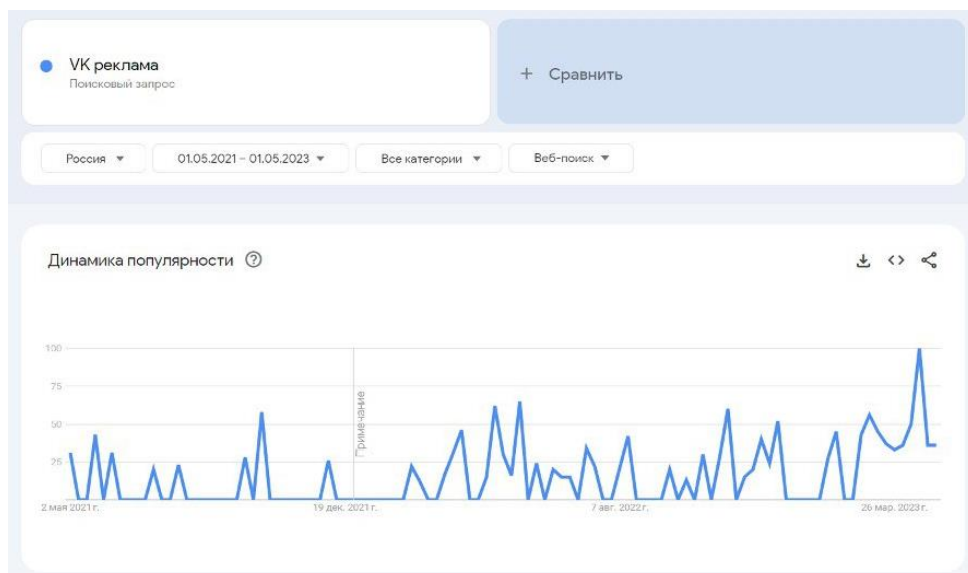 VK реклама
Поисковый запрос
+ Сравнить
Россия
01.05.2021 – 01.05.2023
Все категории
Веб-поиск
Динамика популярности
100
75
50
25
Примечание
2 мая 2021 г.
19 дек. 2021 г.
7 авг. 2022 г.
26 мар. 2023 г.